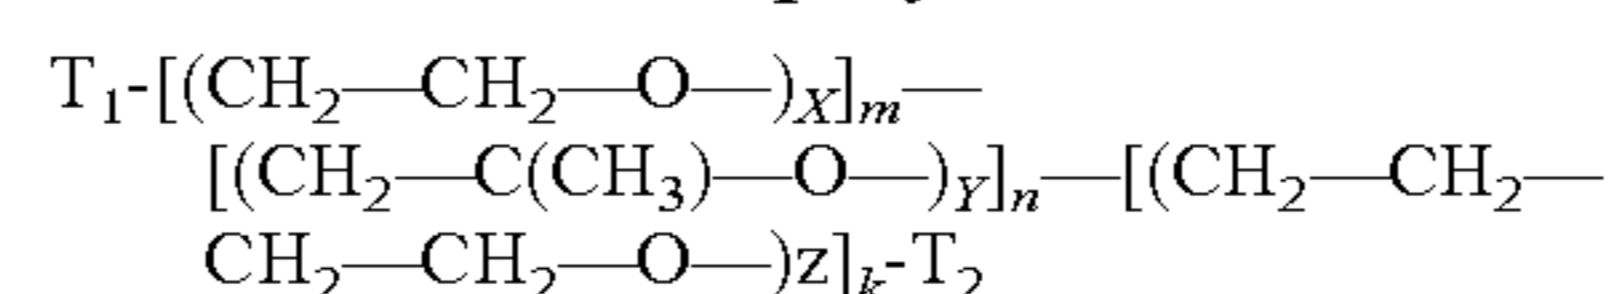 T₁-[(CH₂—CH₂—O—)X]m—
[(CH₂—C(CH₃)—O—)Y]n—[(CH₂—CH₂—
CH₂—CH₂—O—)z]k-T₂